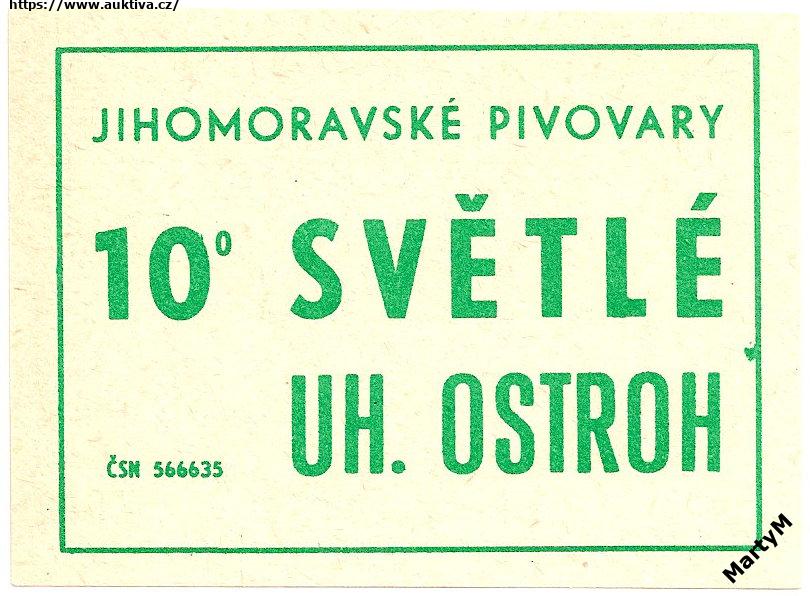 https://www.auktiva.cz/
JIHOMORAVSKÉ PIVOVARY
10° SVĚTLÉ
UH. OSTROH
ČSN 566635
MartyM